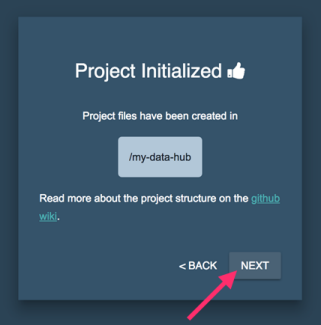 Project Initialized
Project files have been created in
/my-data-hub
Read more about the project structure on the github
wiki.
< BACK NEXT